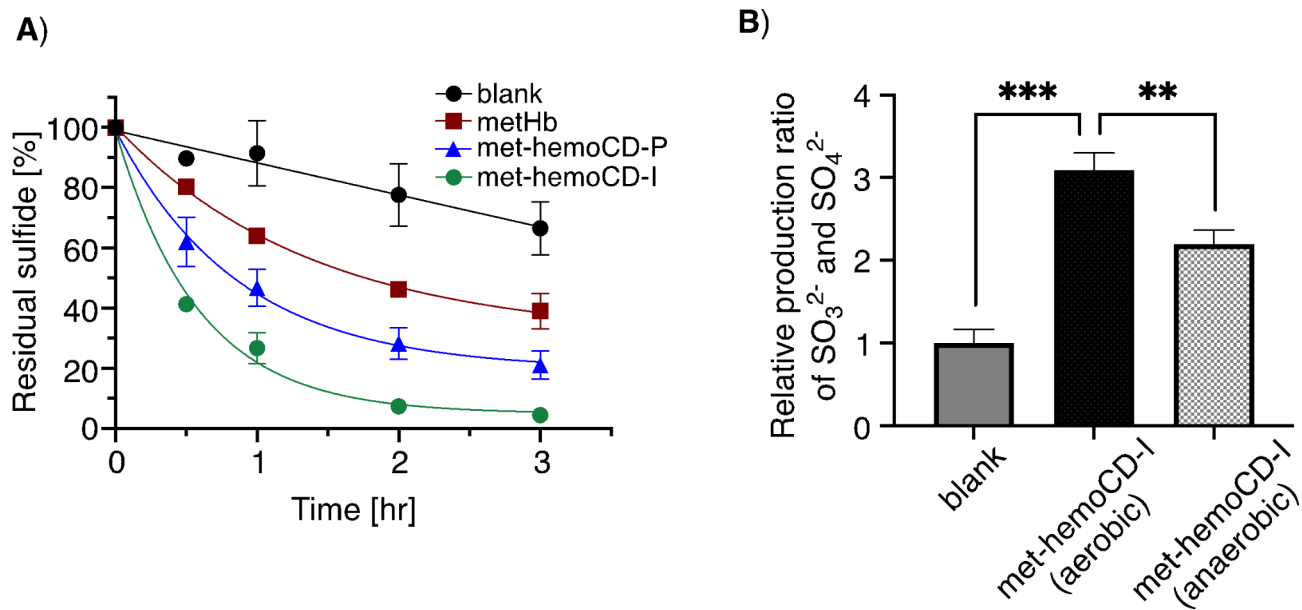 A)
blank
metHb
met-hemoCD-P
met-hemoCD-I
Residual sulfide [%]
100
80
60
40
20
0
0 1 2 3
Time [hr]
B)
*** **
Relative production ratio
of SO₃²⁻ and SO₄²⁻
4
3
2
1
0
blank
met-hemoCD-I
(aerobic)
met-hemoCD-I
(anaerobic)